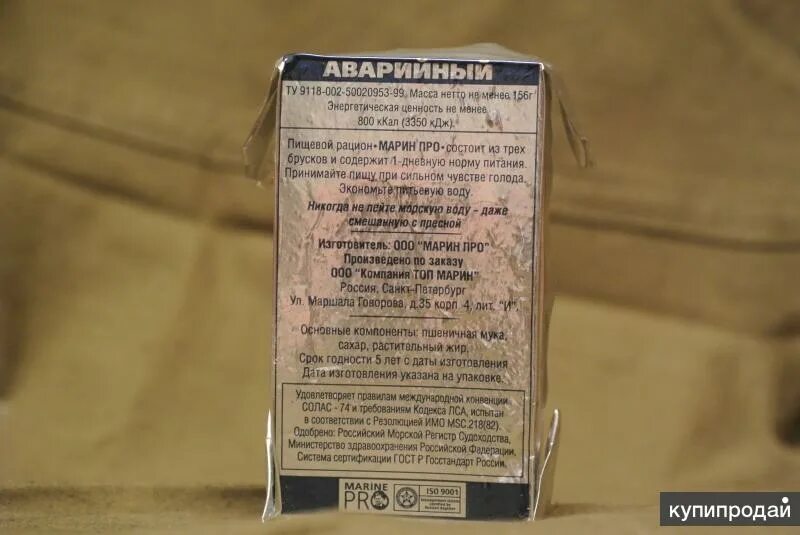 АВАРИЙНЫЙ
ТУ 9118-002-50020953-99. Масса нетто не менее 156г
Энергетическая ценность не менее
800 кКал (3350 кДж).
Пищевой рацион•МАРИН ПРО•состоит из трех
брусков и содержит 1-дневную норму питания.
Принимайте пищу при сильном чувстве голода.
Экономьте питьевую воду.
Никогда не пейте морскую воду - даже
смешанную с пресной
Изготовитель: ООО "МАРИН ПРО"
Произведено по заказу
ООО "Компания ТОП МАРИН"
Россия, Санкт-Петербург
Ул. Маршала Говорова, д.35 корп. 4, лит. "И".
Основные компоненты: пшеничная мука,
сахар, растительный жир.
Срок годности 5 лет с даты изготовления
Дата изготовления указана на упаковке.
Удовлетворяет правилам международной конвенции
СОЛАС - 74 и требованиям Кодекса ЛСА, испытан
в соответствии с Резолюцией ИМО MSC.218(82).
Одобрено: Российский Морской Регистр Судоходства,
Министерство здравоохранения Российской Федерации,
Система сертификации ГОСТ Р Госстандарт России.
MARINE
PRO
ISO 9001
купипродай